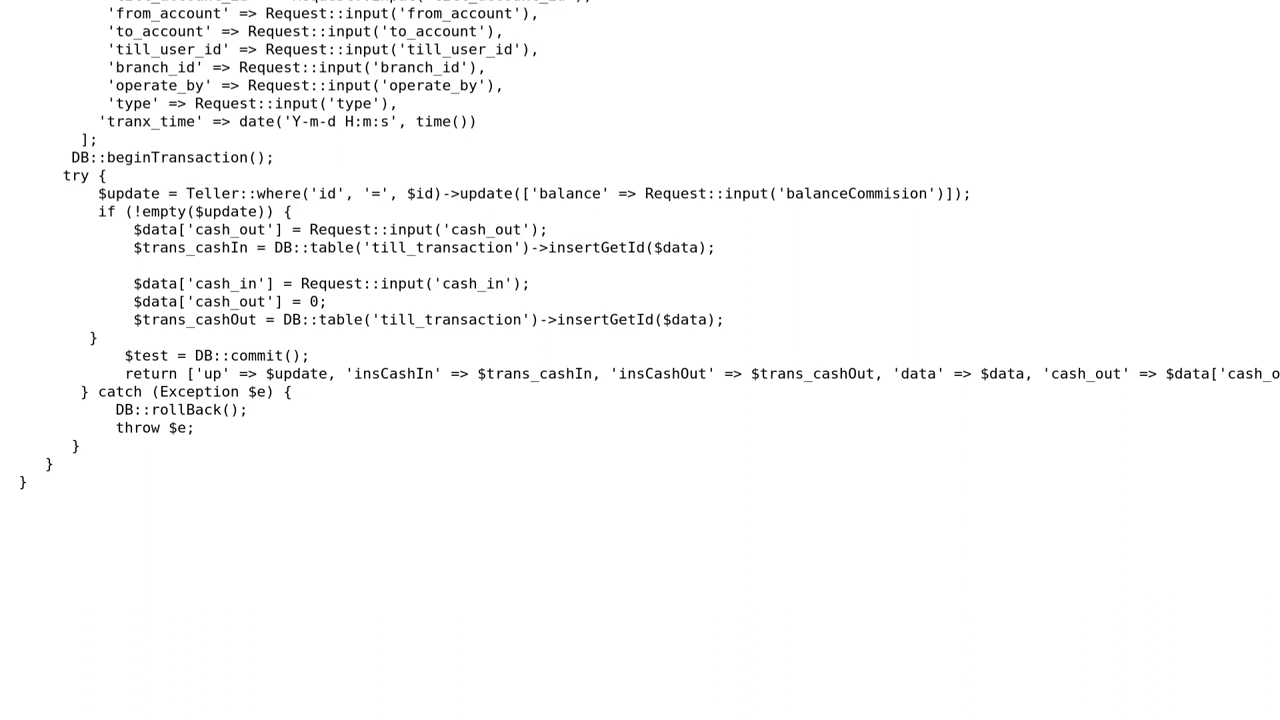 'from_account' => Request::input('from_account'),
'to_account' => Request::input('to_account'),
'till_user_id' => Request::input('till_user_id'),
'branch_id' => Request::input('branch_id'),
'operate_by' => Request::input('operate_by'),
'type' => Request::input('type'),
'tranx_time' => date('Y-m-d H:m:s', time())
];
DB::beginTransaction();
try {
$update = Teller::where('id', '=', $id)->update(['balance' => Request::input('balanceCommision')]);
if (!empty($update)) {
$data['cash_out'] = Request::input('cash_out');
$trans_cashIn = DB::table('till_transaction')->insertGetId($data);
$data['cash_in'] = Request::input('cash_in');
$data['cash_out'] = 0;
$trans_cashOut = DB::table('till_transaction')->insertGetId($data);
}
$test = DB::commit();
return ['up' => $update, 'insCashIn' => $trans_cashIn, 'insCashOut' => $trans_cashOut, 'data' => $data, 'cash_out' => $data['cash_o
} catch (Exception $e) {
DB::rollBack();
throw $e;
}
}
}